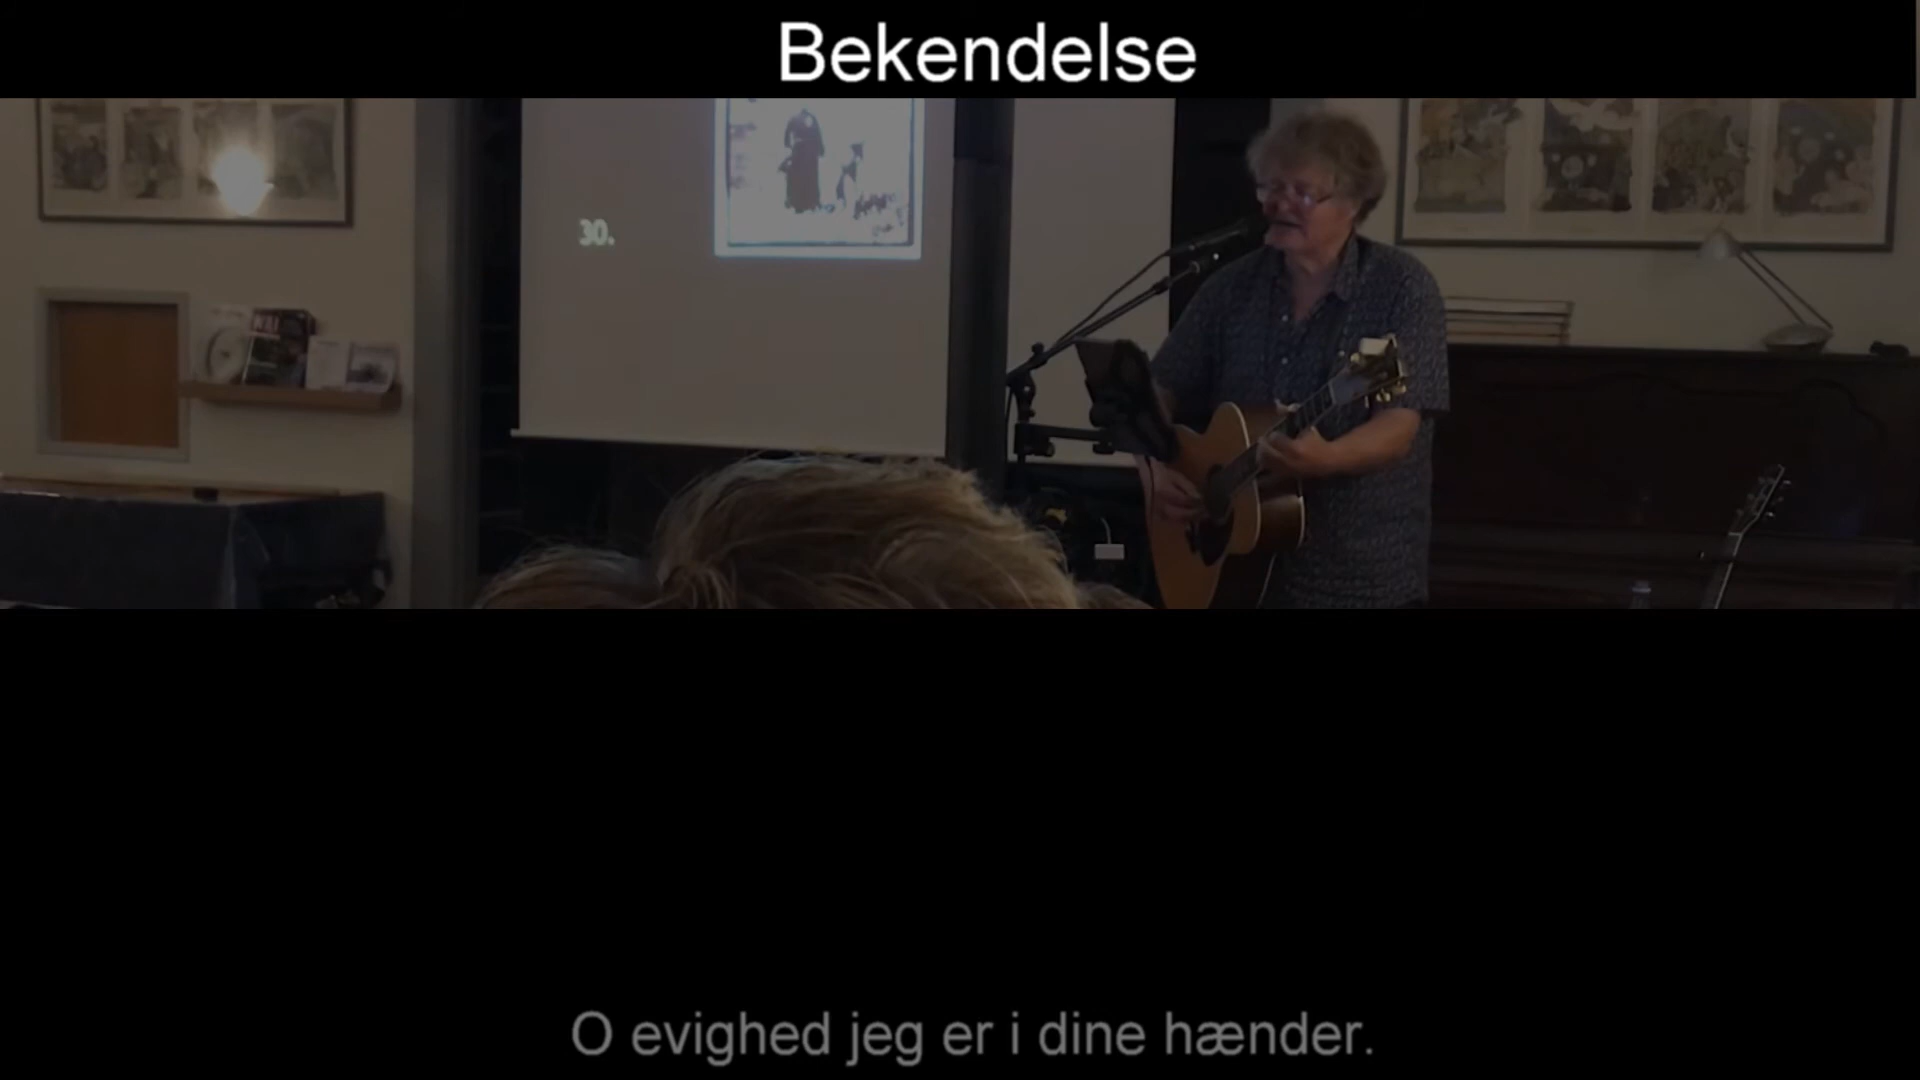 Bekendelse
30.
O evighed jeg er i dine hænder.